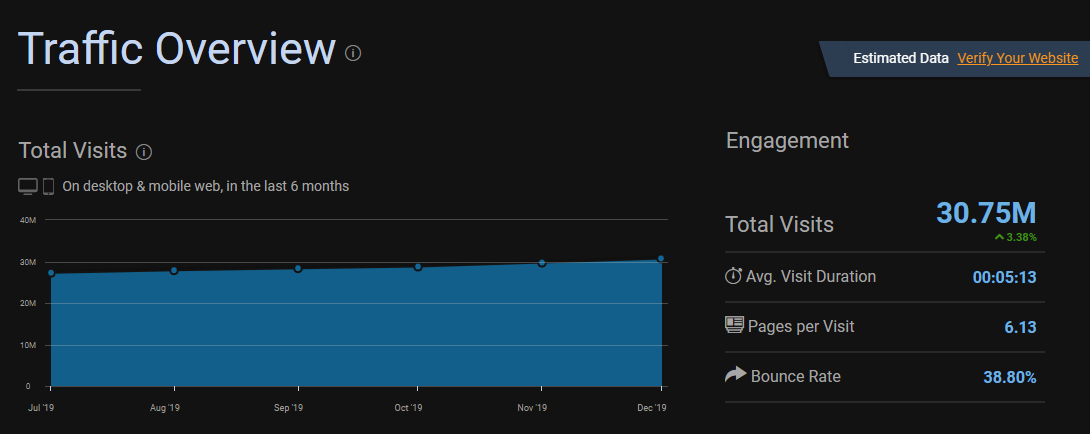 Traffic Overview
Estimated Data Verify Your Website
Total Visits
On desktop & mobile web, in the last 6 months
40M
30M
20M
10M
0
Jul '19 Aug '19 Sep '19 Oct '19 Nov '19 Dec '19
Engagement
Total Visits 30.75M
3.38%
Avg. Visit Duration 00:05:13
Pages per Visit 6.13
Bounce Rate 38.80%